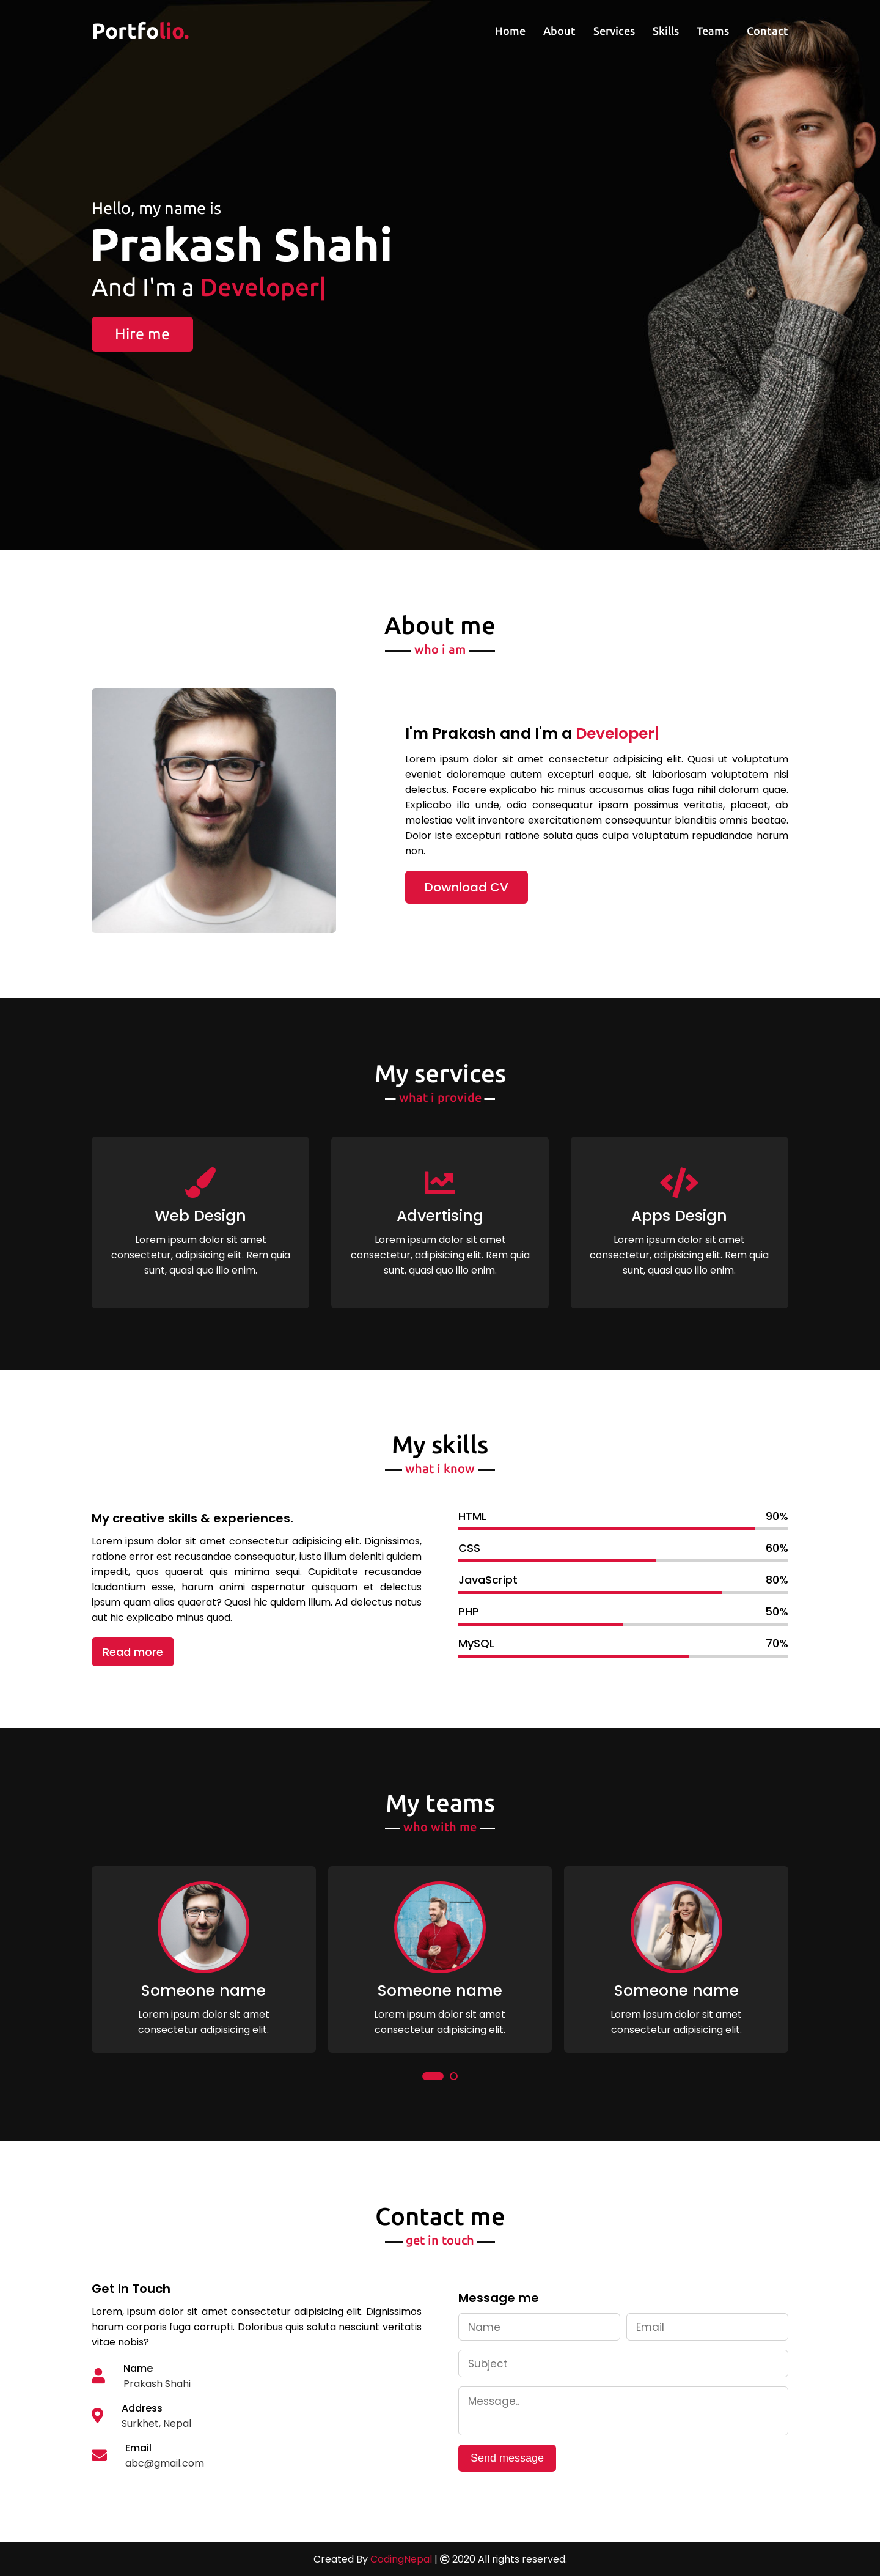 Portfolio.
Home About Services Skills Teams Contact
Hello, my name is
Prakash Shahi
And I'm a Developer|
Hire me
About me
who i am
I'm Prakash and I'm a Developer|
Lorem ipsum dolor sit amet consectetur adipisicing elit. Quasi ut voluptatum
eveniet doloremque autem excepturi eaque, sit laboriosam voluptatem nisi
delectus. Facere explicabo hic minus accusamus alias fuga nihil dolorum quae.
Explicabo illo unde, odio consequatur ipsam possimus veritatis, placeat, ab
molestiae velit inventore exercitationem consequuntur blanditiis omnis beatae.
Dolor iste excepturi ratione soluta quas culpa voluptatum repudiandae harum
non.
Download CV
My services
what i provide
Web Design
Lorem ipsum dolor sit amet
consectetur, adipisicing elit. Rem quia
sunt, quasi quo illo enim.
Advertising
Lorem ipsum dolor sit amet
consectetur, adipisicing elit. Rem quia
sunt, quasi quo illo enim.
Apps Design
Lorem ipsum dolor sit amet
consectetur, adipisicing elit. Rem quia
sunt, quasi quo illo enim.
My skills
what i know
My creative skills & experiences.
Lorem ipsum dolor sit amet consectetur adipisicing elit. Dignissimos,
ratione error est recusandae consequatur, iusto illum deleniti quidem
impedit, quos quaerat quis minima sequi. Cupiditate recusandae
laudantium esse, harum animi aspernatur quisquam et delectus
ipsum quam alias quaerat? Quasi hic quidem illum. Ad delectus natus
aut hic explicabo minus quod.
Read more
HTML 90%
CSS 60%
JavaScript 80%
PHP 50%
MySQL 70%
My teams
who with me
Someone name
Lorem ipsum dolor sit amet
consectetur adipisicing elit.
Someone name
Lorem ipsum dolor sit amet
consectetur adipisicing elit.
Someone name
Lorem ipsum dolor sit amet
consectetur adipisicing elit.
Contact me
get in touch
Get in Touch
Lorem, ipsum dolor sit amet consectetur adipisicing elit. Dignissimos
harum corporis fuga corrupti. Doloribus quis soluta nesciunt veritatis
vitae nobis?
Name
Prakash Shahi
Address
Surkhet, Nepal
Email
abc@gmail.com
Message me
Name
Email
Subject
Message..
Send message
Created By CodingNepal | © 2020 All rights reserved.